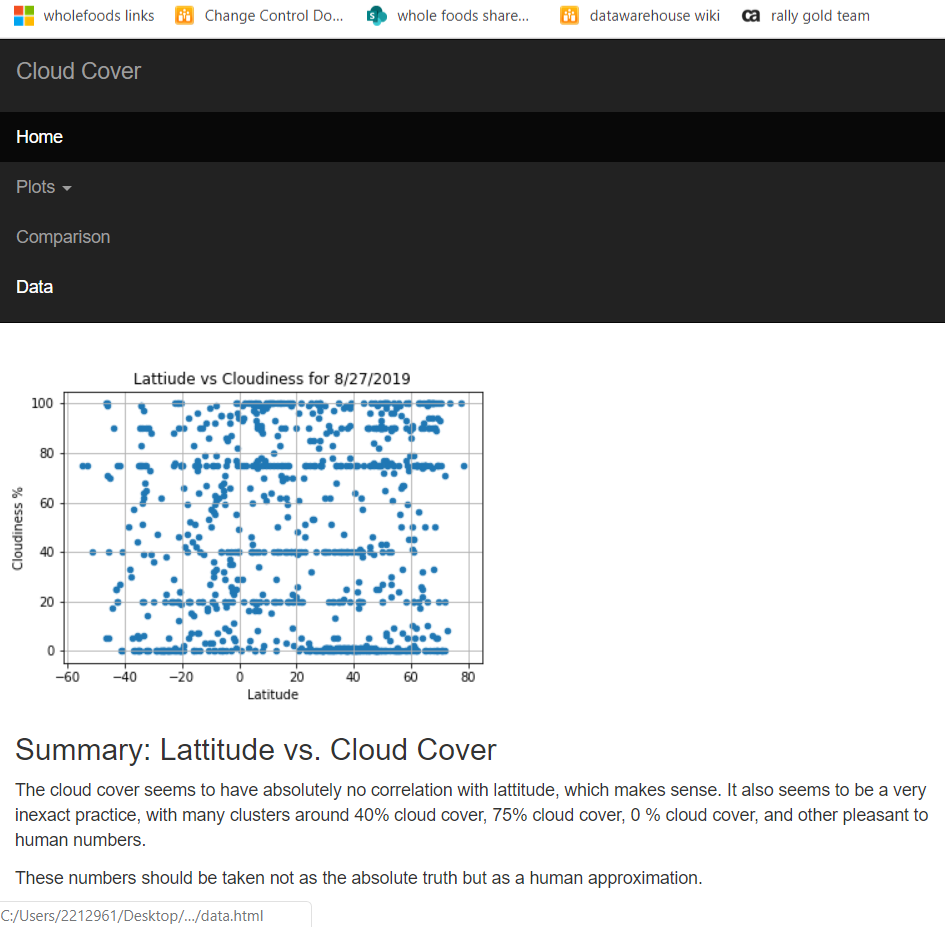 wholefoods links Change Control Do... whole foods share... datawarehouse wiki ca rally gold team
Cloud Cover
Home
Plots
Comparison
Data
Lattiude vs Cloudiness for 8/27/2019
100
80
60
40
20
0
Cloudiness %
−60 −40 −20 0 20 40 60 80
Latitude
Summary: Lattitude vs. Cloud Cover
The cloud cover seems to have absolutely no correlation with lattitude, which makes sense. It also seems to be a very
inexact practice, with many clusters around 40% cloud cover, 75% cloud cover, 0 % cloud cover, and other pleasant to
human numbers.
These numbers should be taken not as the absolute truth but as a human approximation.
C:/Users/2212961/Desktop/.../data.html